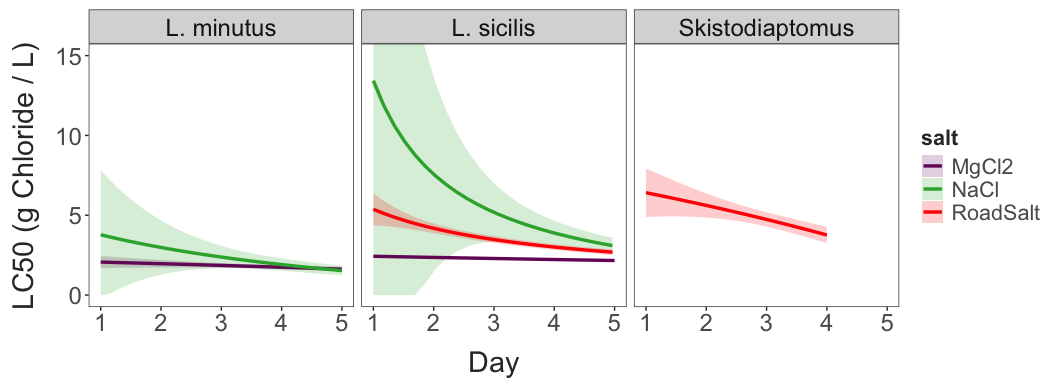 L. minutus
L. sicilis
Skistodiaptomus
LC50 (g Chloride / L)
15
10
5
0
1 2 3 4 5
1 2 3 4 5
1 2 3 4 5
Day
salt
MgCl2
NaCl
RoadSalt